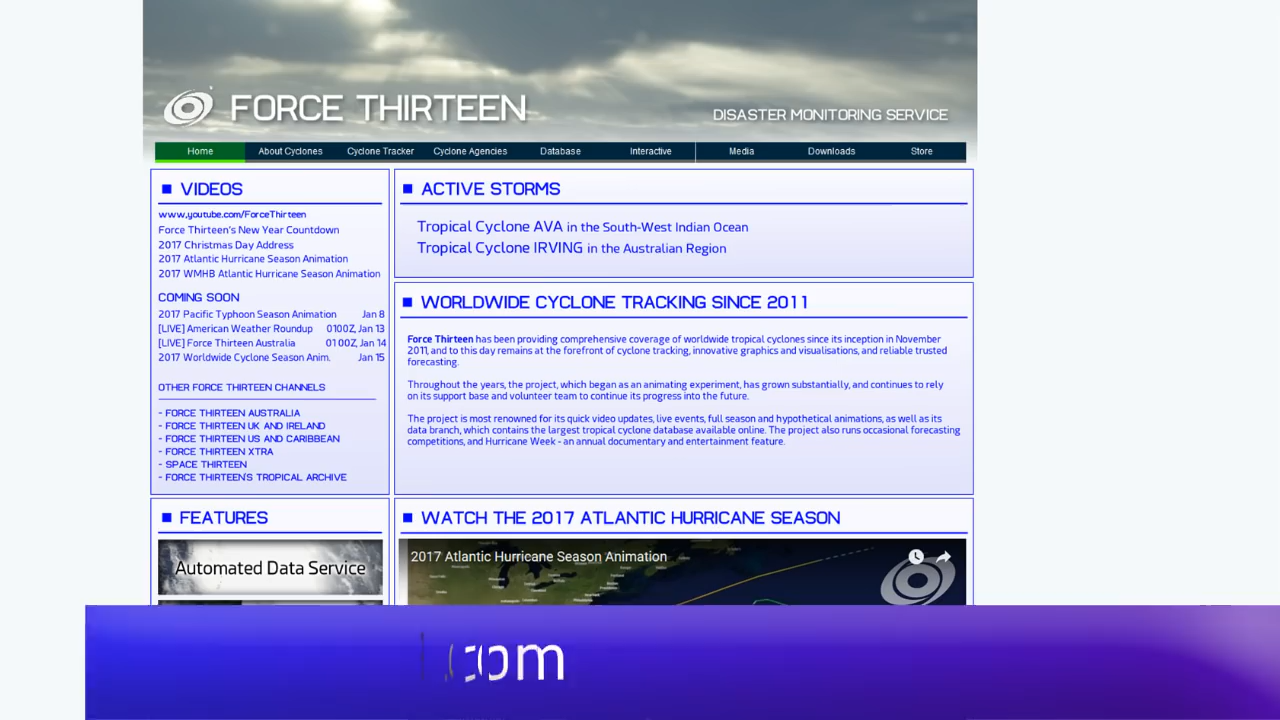 FORCE THIRTEEN
DISASTER MONITORING SERVICE
Home About Cyclones Cyclone Tracker Cyclone Agencies Database Interactive Media Downloads Store
VIDEOS
www.youtube.com/ForceThirteen
Force Thirteen's New Year Countdown
2017 Christmas Day Address
2017 Atlantic Hurricane Season Animation
2017 WMHB Atlantic Hurricane Season Animation
COMING SOON
2017 Pacific Typhoon Season Animation Jan 8
[LIVE] American Weather Roundup 0100Z, Jan 13
[LIVE] Force Thirteen Australia 0100Z, Jan 14
2017 Worldwide Cyclone Season Anim. Jan 15
OTHER FORCE THIRTEEN CHANNELS
- FORCE THIRTEEN AUSTRALIA
- FORCE THIRTEEN UK AND IRELAND
- FORCE THIRTEEN US AND CARIBBEAN
- FORCE THIRTEEN XTRA
- SPACE THIRTEEN
- FORCE THIRTEEN'S TROPICAL ARCHIVE
ACTIVE STORMS
Tropical Cyclone AVA in the South-West Indian Ocean
Tropical Cyclone IRVING in the Australian Region
WORLDWIDE CYCLONE TRACKING SINCE 2011
Force Thirteen has been providing comprehensive coverage of worldwide tropical cyclones since its inception in November
2011, and to this day remains at the forefront of cyclone tracking, innovative graphics and visualisations, and reliable trusted
forecasting.
Throughout the years, the project, which began as an animating experiment, has grown substantially, and continues to rely
on its support base and volunteer team to continue its progress into the future.
The project is most renowned for its quick video updates, live events, full season and hypothetical animations, as well as its
data branch, which contains the largest tropical cyclone database available online. The project also runs occasional forecasting
competitions, and Hurricane Week - an annual documentary and entertainment feature.
FEATURES
Automated Data Service
WATCH THE 2017 ATLANTIC HURRICANE SEASON
2017 Atlantic Hurricane Season Animation
com